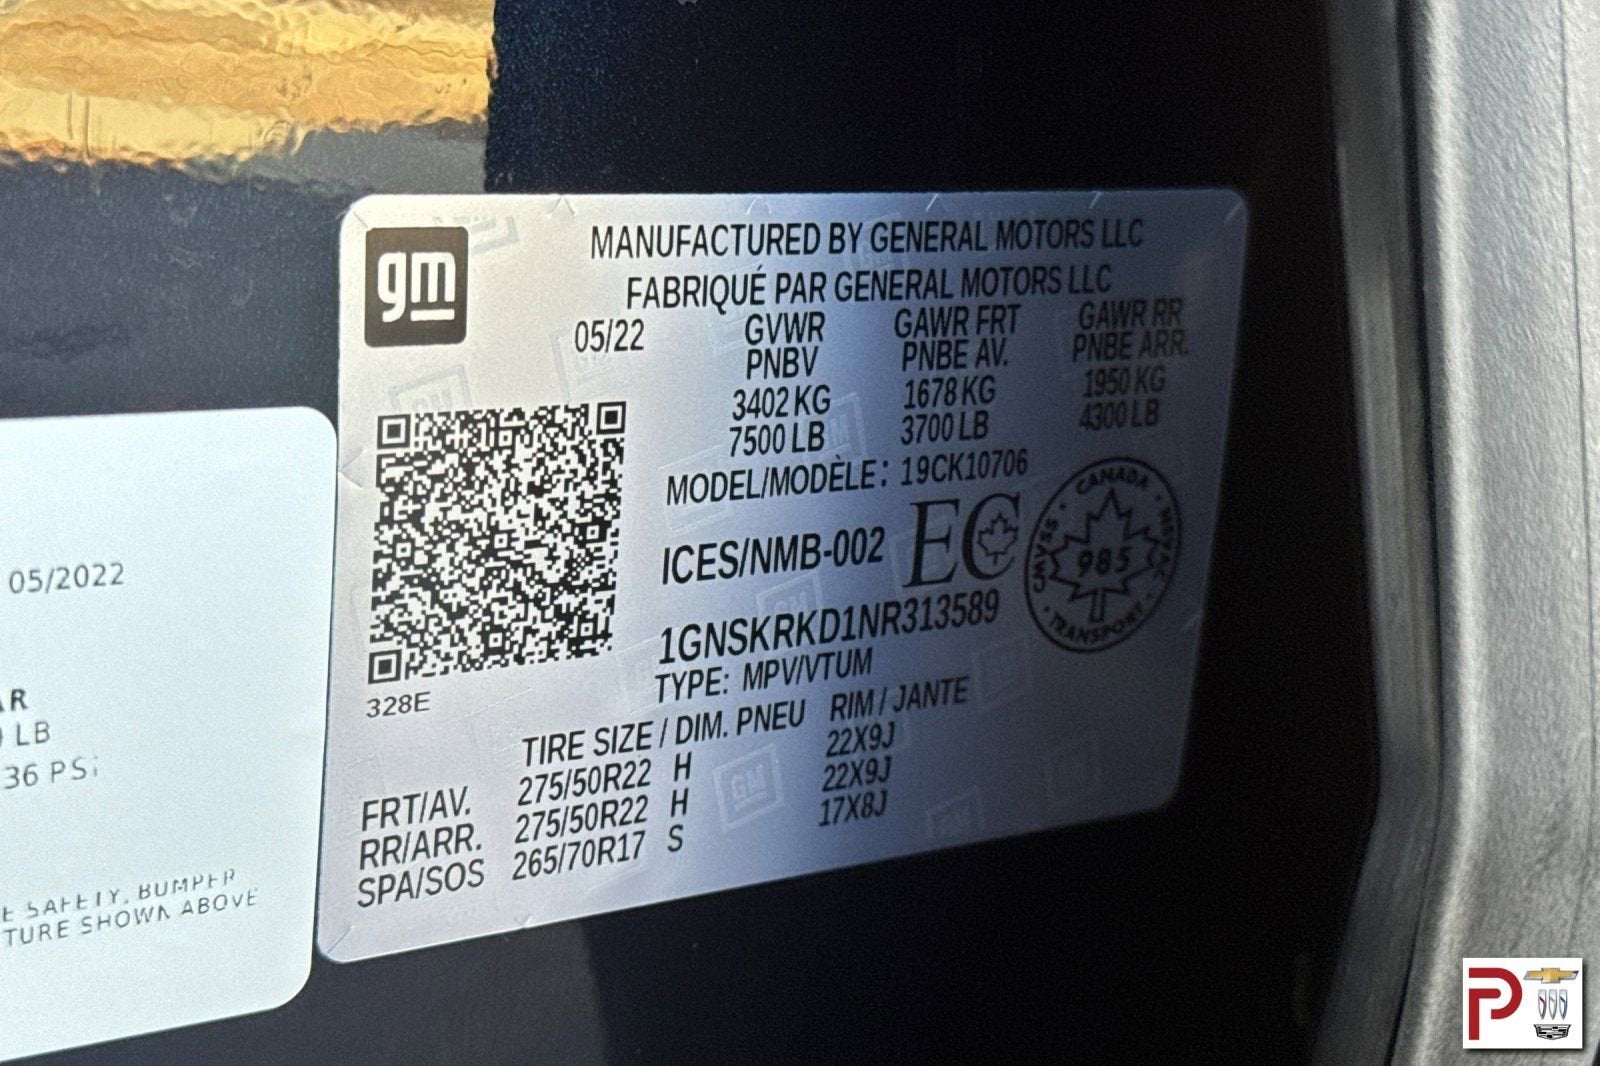 gm
MANUFACTURED BY GENERAL MOTORS LLC
FABRIQUÉ PAR GENERAL MOTORS LLC
05/22 GVWR GAWR FRT GAWR RR
PNBV PNBE AV. PNBE ARR.
3402 KG 1678 KG 1950 KG
7500 LB 3700 LB 4300 LB
MODEL/MODÈLE: 19CK10706
ICES/NMB-002 EC
CANADA NSVAC TRANSPORT CMVSS
985
1GNSKRKD1NR313589
TYPE: MPV/VTUM
328E
TIRE SIZE / DIM. PNEU RIM / JANTE
FRT/AV. 275/50R22 H 22X9J
RR/ARR. 275/50R22 H 22X9J
SPA/SOS 265/70R17 S 17X8J
05/2022
AR
LB
36 PSi
E SAFETY, BUMPER
TURE SHOWN ABOVE
P